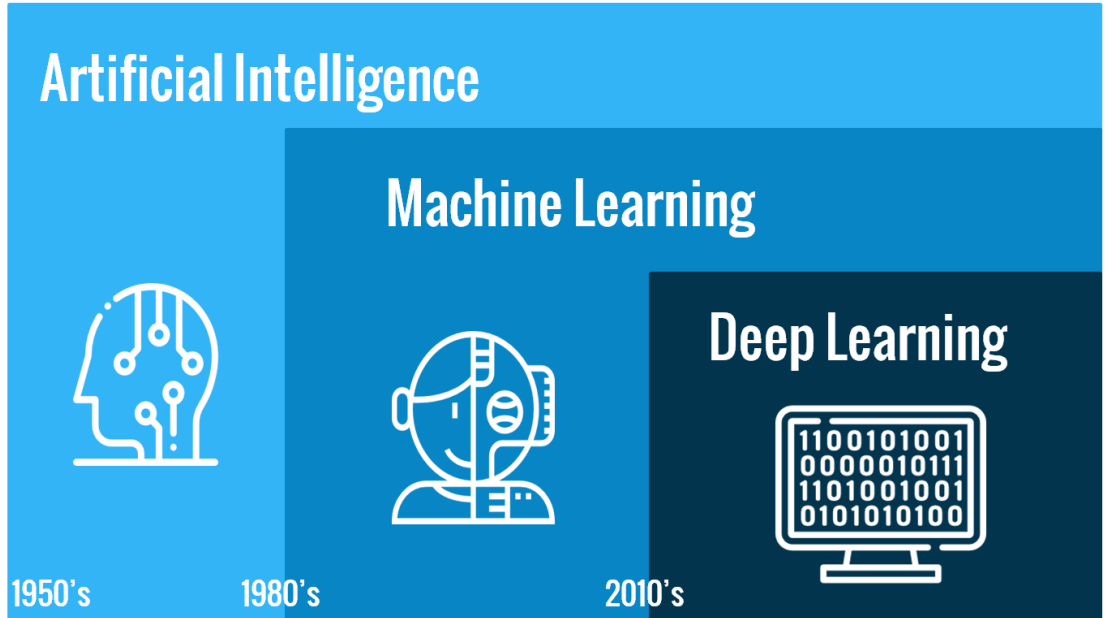 Artificial Intelligence
Machine Learning
Deep Learning
1100101001
0000010111
1101001001
0101010100
1950's
1980's
2010's